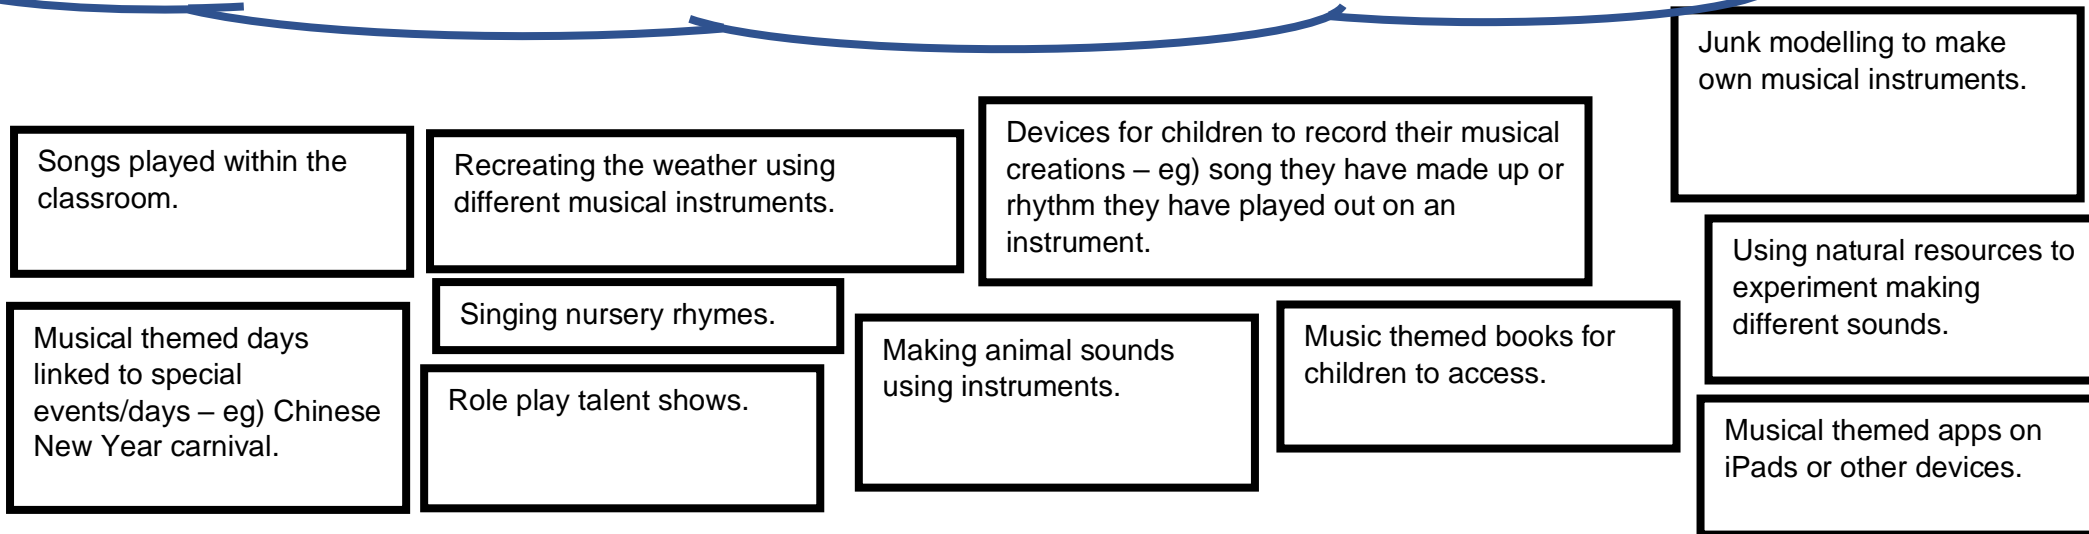 Junk modelling to make
own musical instruments.
Songs played within the
classroom.
Recreating the weather using
different musical instruments.
Devices for children to record their musical
creations – eg) song they have made up or
rhythm they have played out on an
instrument.
Using natural resources to
experiment making
different sounds.
Musical themed days
linked to special
events/days – eg) Chinese
New Year carnival.
Singing nursery rhymes.
Role play talent shows.
Making animal sounds
using instruments.
Music themed books for
children to access.
Musical themed apps on
iPads or other devices.